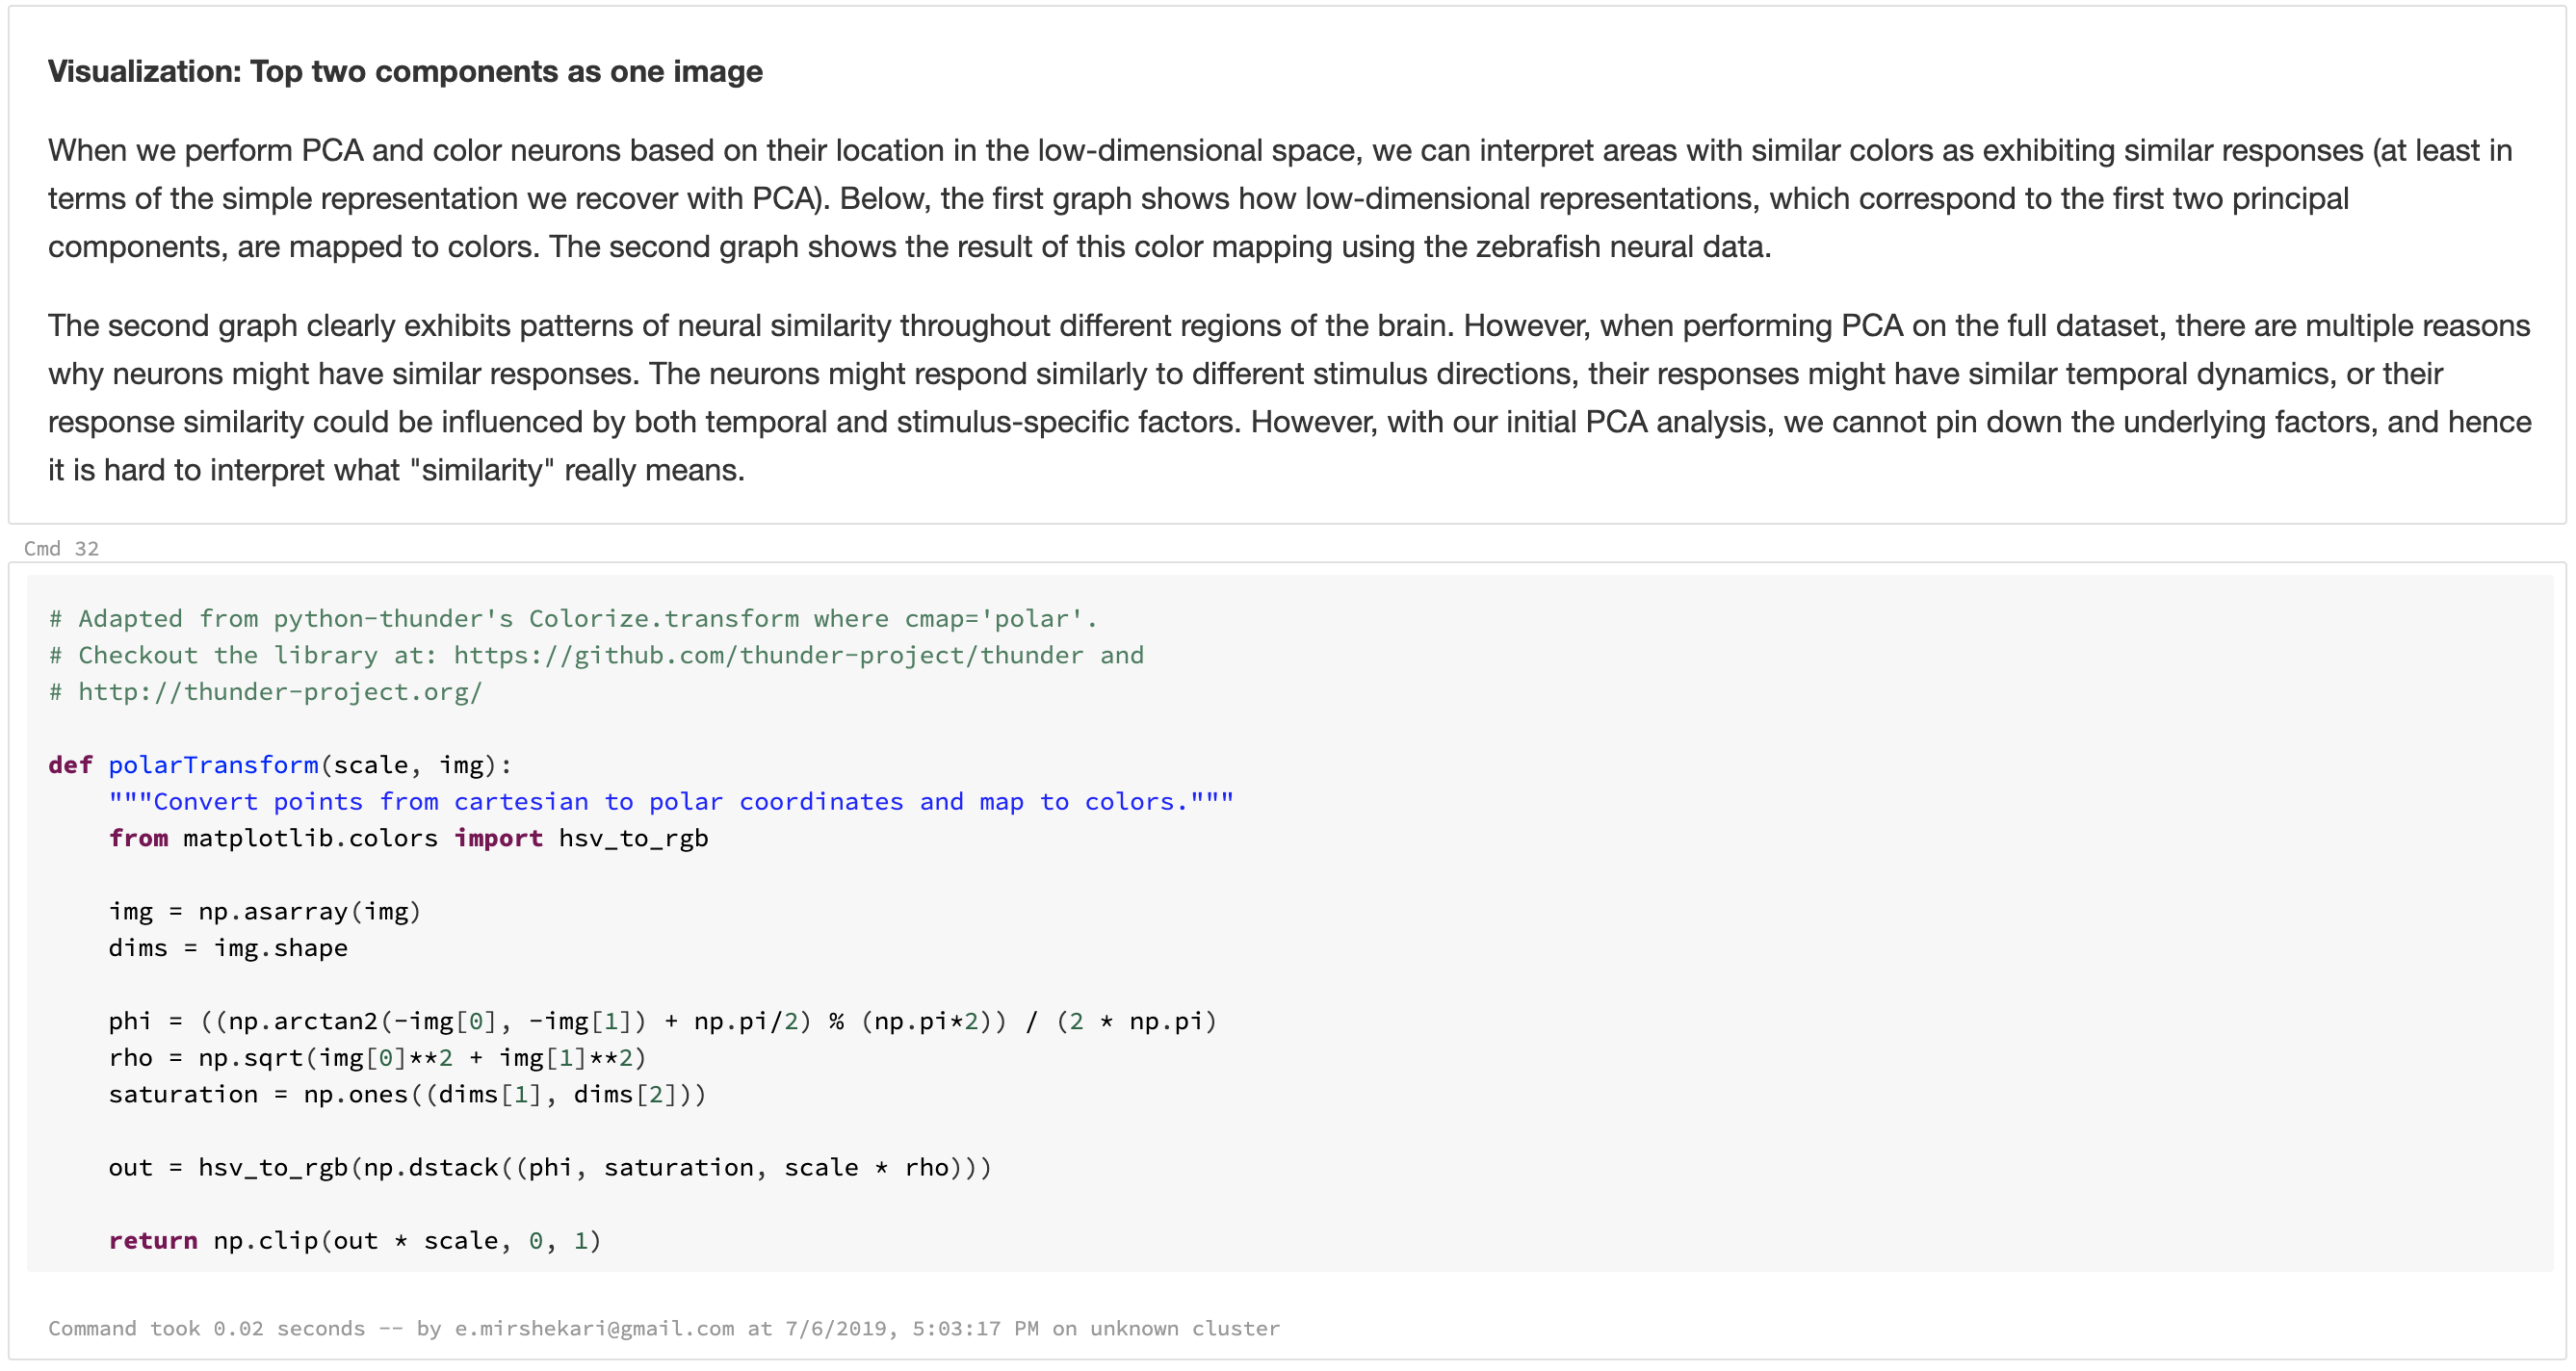 Visualization: Top two components as one image
When we perform PCA and color neurons based on their location in the low-dimensional space, we can interpret areas with similar colors as exhibiting similar responses (at least in
terms of the simple representation we recover with PCA). Below, the first graph shows how low-dimensional representations, which correspond to the first two principal
components, are mapped to colors. The second graph shows the result of this color mapping using the zebrafish neural data.
The second graph clearly exhibits patterns of neural similarity throughout different regions of the brain. However, when performing PCA on the full dataset, there are multiple reasons
why neurons might have similar responses. The neurons might respond similarly to different stimulus directions, their responses might have similar temporal dynamics, or their
response similarity could be influenced by both temporal and stimulus-specific factors. However, with our initial PCA analysis, we cannot pin down the underlying factors, and hence
it is hard to interpret what "similarity" really means.
Cmd 32
# Adapted from python-thunder's Colorize.transform where cmap='polar'.
# Checkout the library at: https://github.com/thunder-project/thunder and
# http://thunder-project.org/
def polarTransform(scale, img):
    """Convert points from cartesian to polar coordinates and map to colors."""
    from matplotlib.colors import hsv_to_rgb
    img = np.asarray(img)
    dims = img.shape
    phi = ((np.arctan2(-img[0], -img[1]) + np.pi/2) % (np.pi*2)) / (2 * np.pi)
    rho = np.sqrt(img[0]**2 + img[1]**2)
    saturation = np.ones((dims[1], dims[2]))
    out = hsv_to_rgb(np.dstack((phi, saturation, scale * rho)))
    return np.clip(out * scale, 0, 1)
Command took 0.02 seconds -- by e.mirshekari@gmail.com at 7/6/2019, 5:03:17 PM on unknown cluster